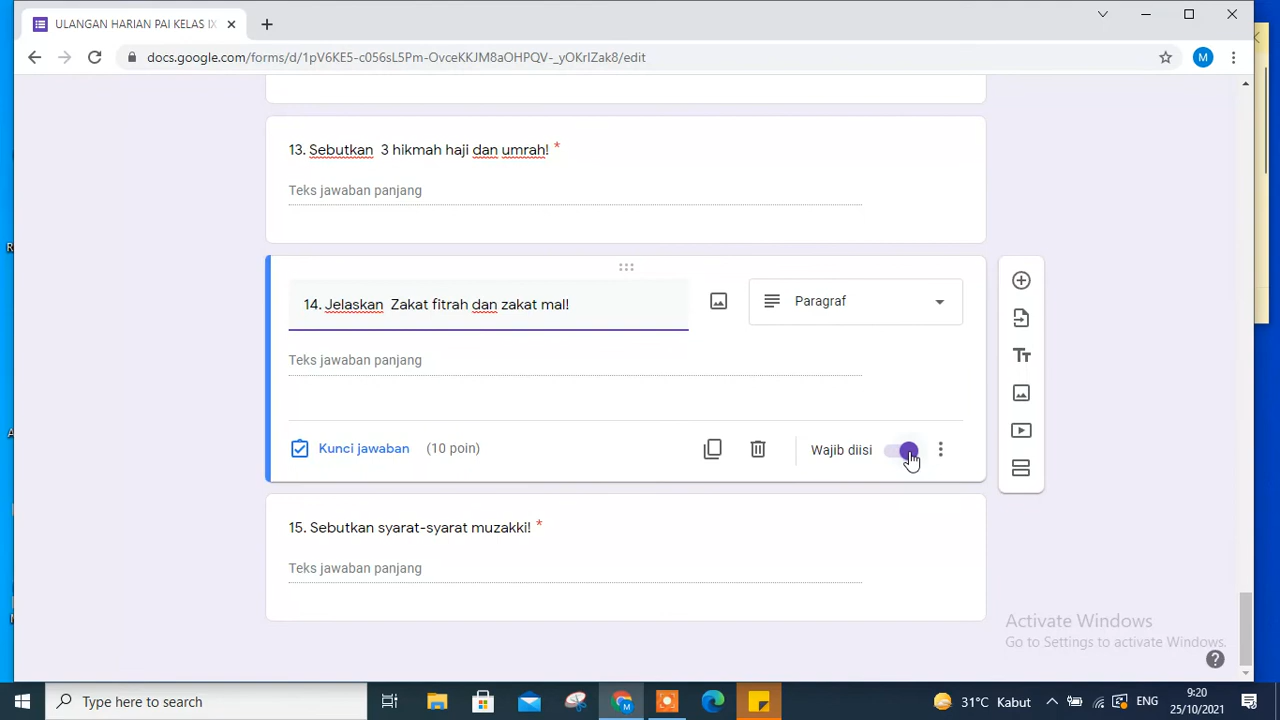 ULANGAN HARIAN PAI KELAS IX
docs.google.com/forms/d/1pV6KE5-c056sL5Pm-OvceKKJM8aOHPQV-_yOKrIZak8/edit
M
13. Sebutkan  3 hikmah haji dan umrah! *
Teks jawaban panjang
14. Jelaskan  Zakat fitrah dan zakat mal!
Paragraf
Teks jawaban panjang
Kunci jawaban (10 poin)
Wajib diisi
15. Sebutkan syarat-syarat muzakki! *
Teks jawaban panjang
Activate Windows
Go to Settings to activate Windows.
Type here to search
31°C Kabut
ENG
9:20
25/10/2021